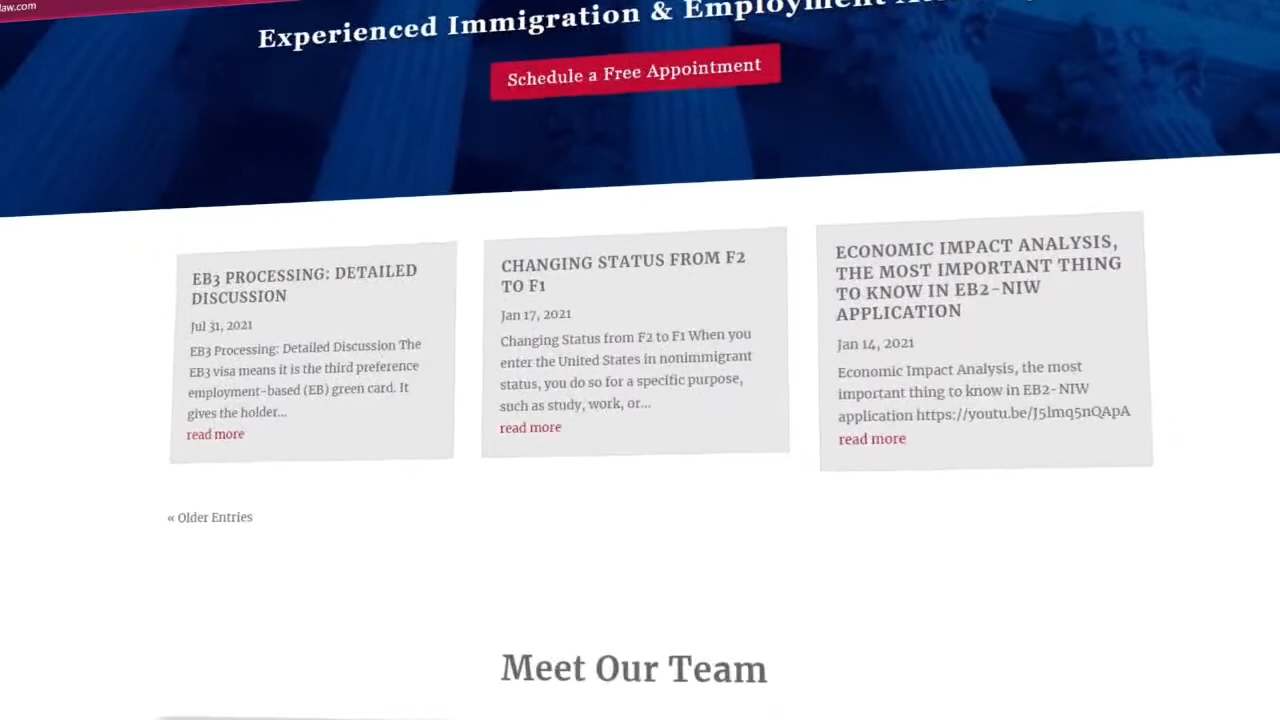 law.com
Experienced Immigration & Employment
Schedule a Free Appointment
EB3 PROCESSING: DETAILED
DISCUSSION
Jul 31, 2021
EB3 Processing: Detailed Discussion The
EB3 visa means it is the third preference
employment-based (EB) green card. It
gives the holder...
read more
CHANGING STATUS FROM F2
TO F1
Jan 17, 2021
Changing Status from F2 to F1 When you
enter the United States in nonimmigrant
status, you do so for a specific purpose,
such as study, work, or...
read more
ECONOMIC IMPACT ANALYSIS,
THE MOST IMPORTANT THING
TO KNOW IN EB2-NIW
APPLICATION
Jan 14, 2021
Economic Impact Analysis, the most
important thing to know in EB2-NIW
application https://youtu.be/J5lmq5nQApA
read more
« Older Entries
Meet Our Team